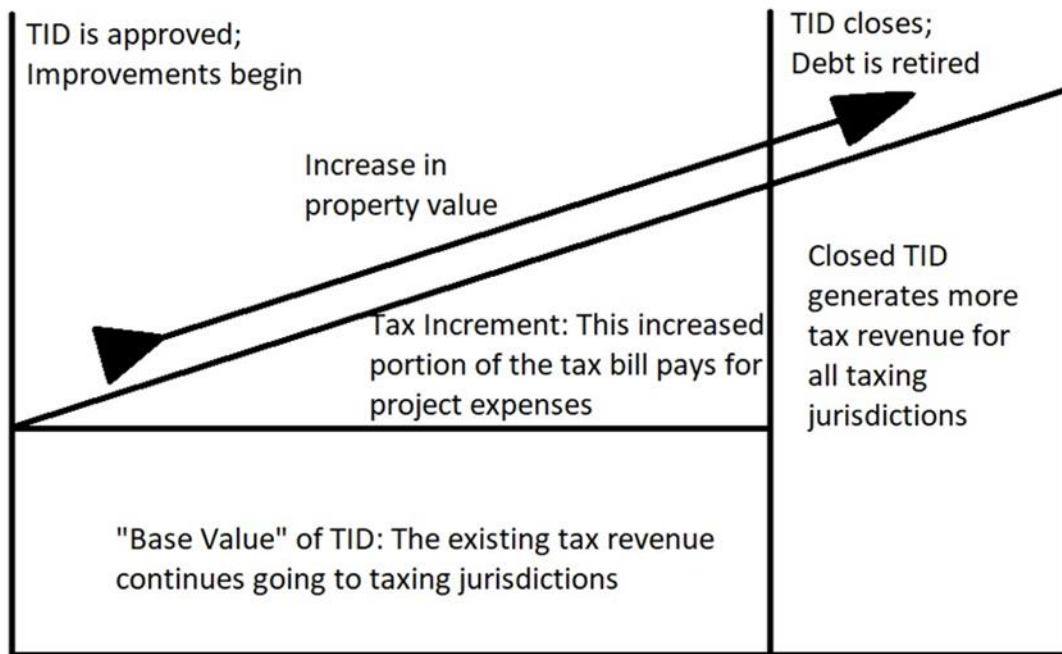 TID is approved;
Improvements begin
TID closes;
Debt is retired
Increase in
property value
Tax Increment: This increased
portion of the tax bill pays for
project expenses
Closed TID
generates more
tax revenue for
all taxing
jurisdictions
"Base Value" of TID: The existing tax revenue
continues going to taxing jurisdictions